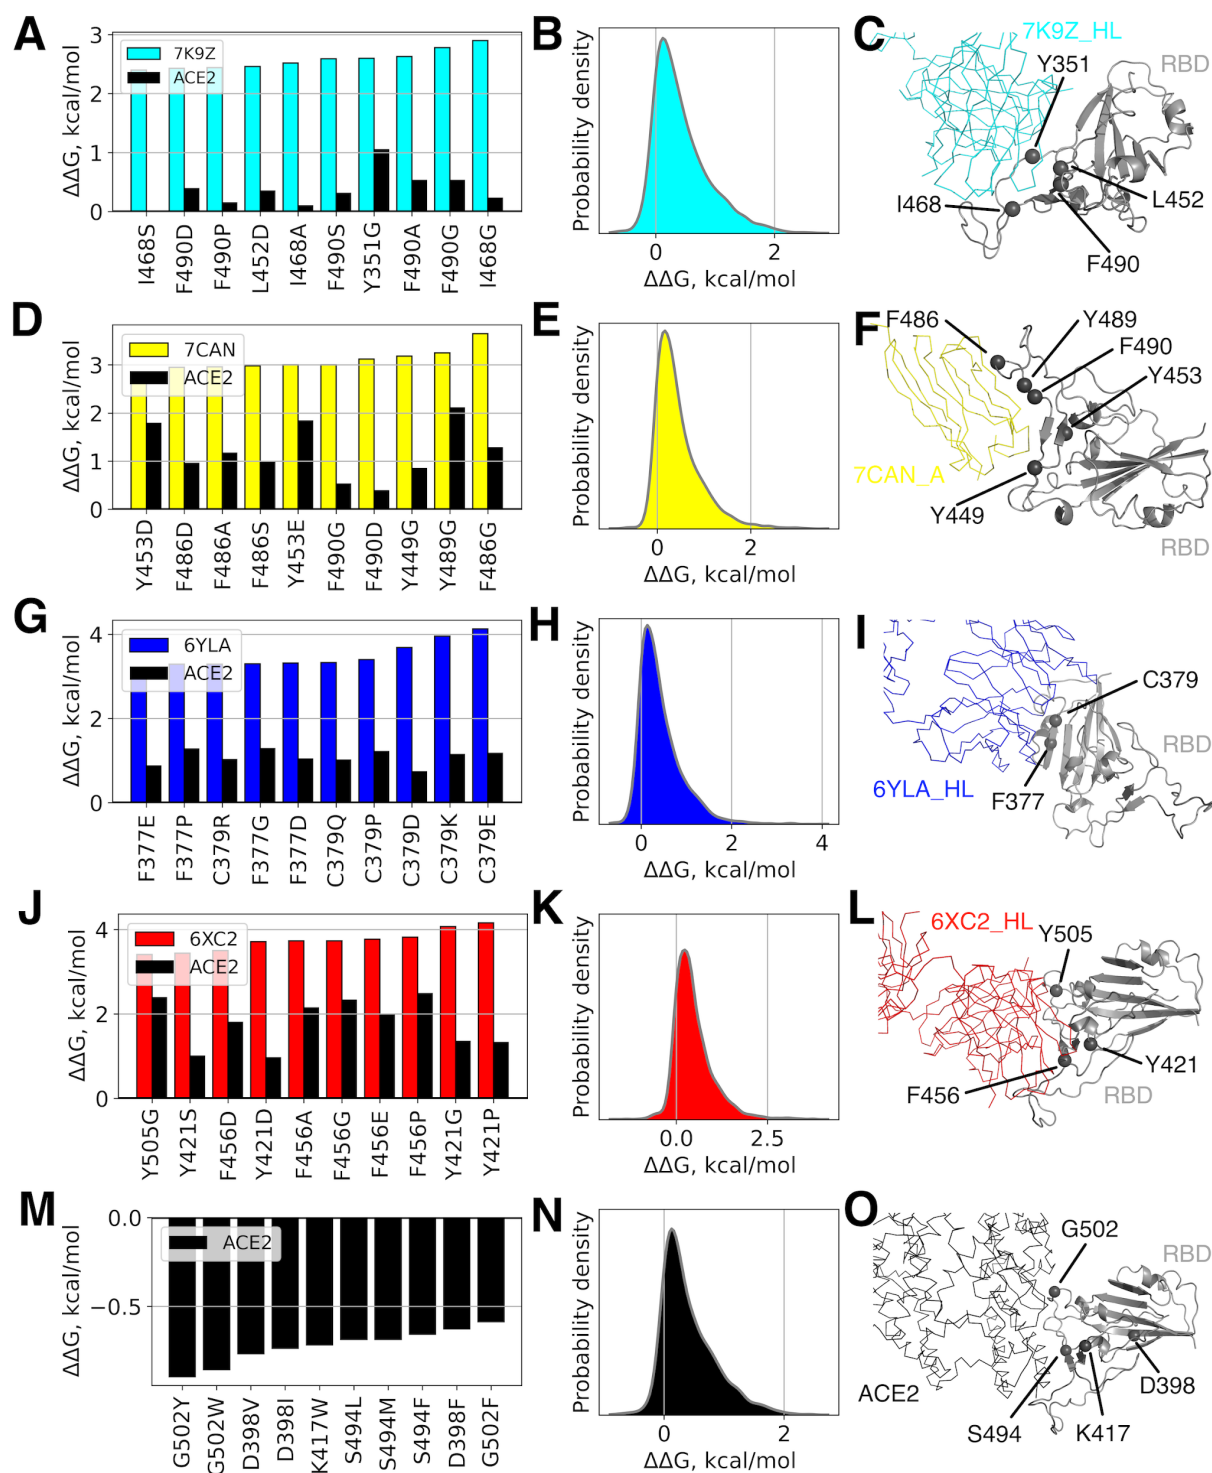 A
ΔΔG, kcal/mol
3
2
1
0
7K9Z
ACE2
I468S
F490D
F490P
L452D
I468A
F490S
Y351G
F490A
F490G
I468G
B
Probability density
0
2
ΔΔG, kcal/mol
C
7K9Z_HL
Y351
RBD
I468
L452
F490
D
ΔΔG, kcal/mol
3
2
1
0
7CAN
ACE2
Y453D
F486D
F486A
F486S
Y453E
F490G
F490D
Y449G
Y489G
F486G
E
Probability density
0
2
ΔΔG, kcal/mol
F
F486
Y489
F490
Y453
7CAN_A
Y449
RBD
G
ΔΔG, kcal/mol
4
2
0
6YLA
ACE2
F377E
F377P
C379R
F377G
F377D
C379Q
C379P
C379D
C379K
C379E
H
Probability density
0
2
4
ΔΔG, kcal/mol
I
C379
RBD
6YLA_HL
F377
J
ΔΔG, kcal/mol
4
2
0
6XC2
ACE2
Y505G
Y421S
F456D
Y421D
F456A
F456G
F456E
F456P
Y421G
Y421P
K
Probability density
0.0
2.5
ΔΔG, kcal/mol
L
6XC2_HL
Y505
Y421
F456
RBD
M
ΔΔG, kcal/mol
0.0
−0.5
ACE2
G502Y
G502W
D398V
D398I
K417W
S494L
S494M
S494F
D398F
G502F
N
Probability density
0
2
ΔΔG, kcal/mol
O
G502
RBD
ACE2
D398
S494
K417